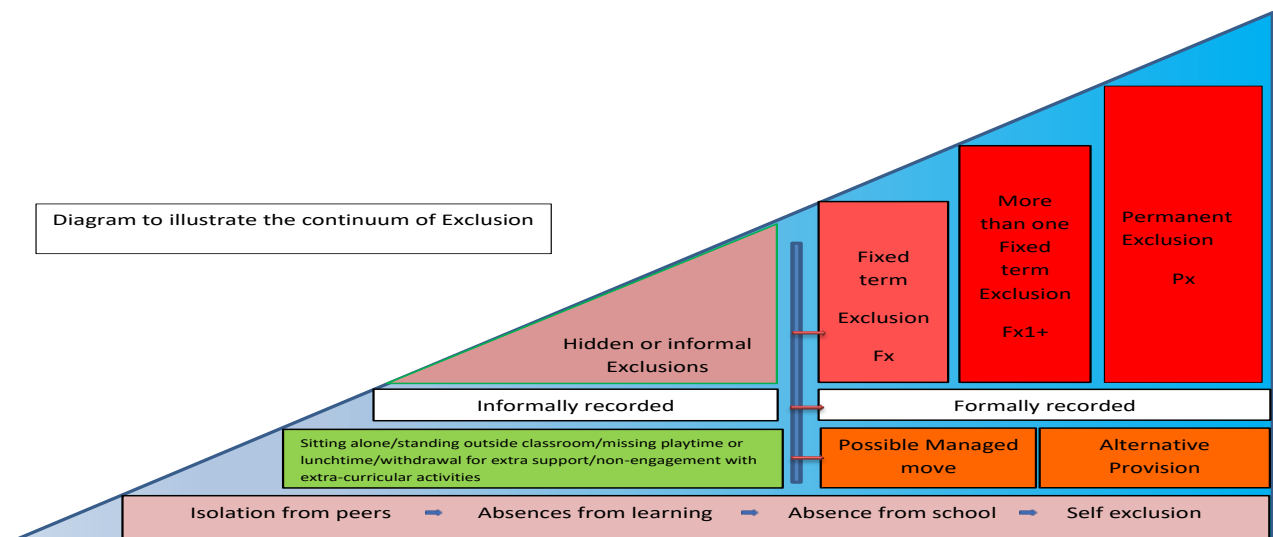 Diagram to illustrate the continuum of Exclusion
Hidden or informal
Exclusions
Fixed
term
Exclusion
Fx
More
than one
Fixed
term
Exclusion
Fx1+
Permanent
Exclusion
Px
Informally recorded
Formally recorded
Sitting alone/standing outside classroom/missing playtime or
lunchtime/withdrawal for extra support/non-engagement with
extra-curricular activities
Possible Managed
move
Alternative
Provision
Isolation from peers
Absences from learning
Absence from school
Self exclusion